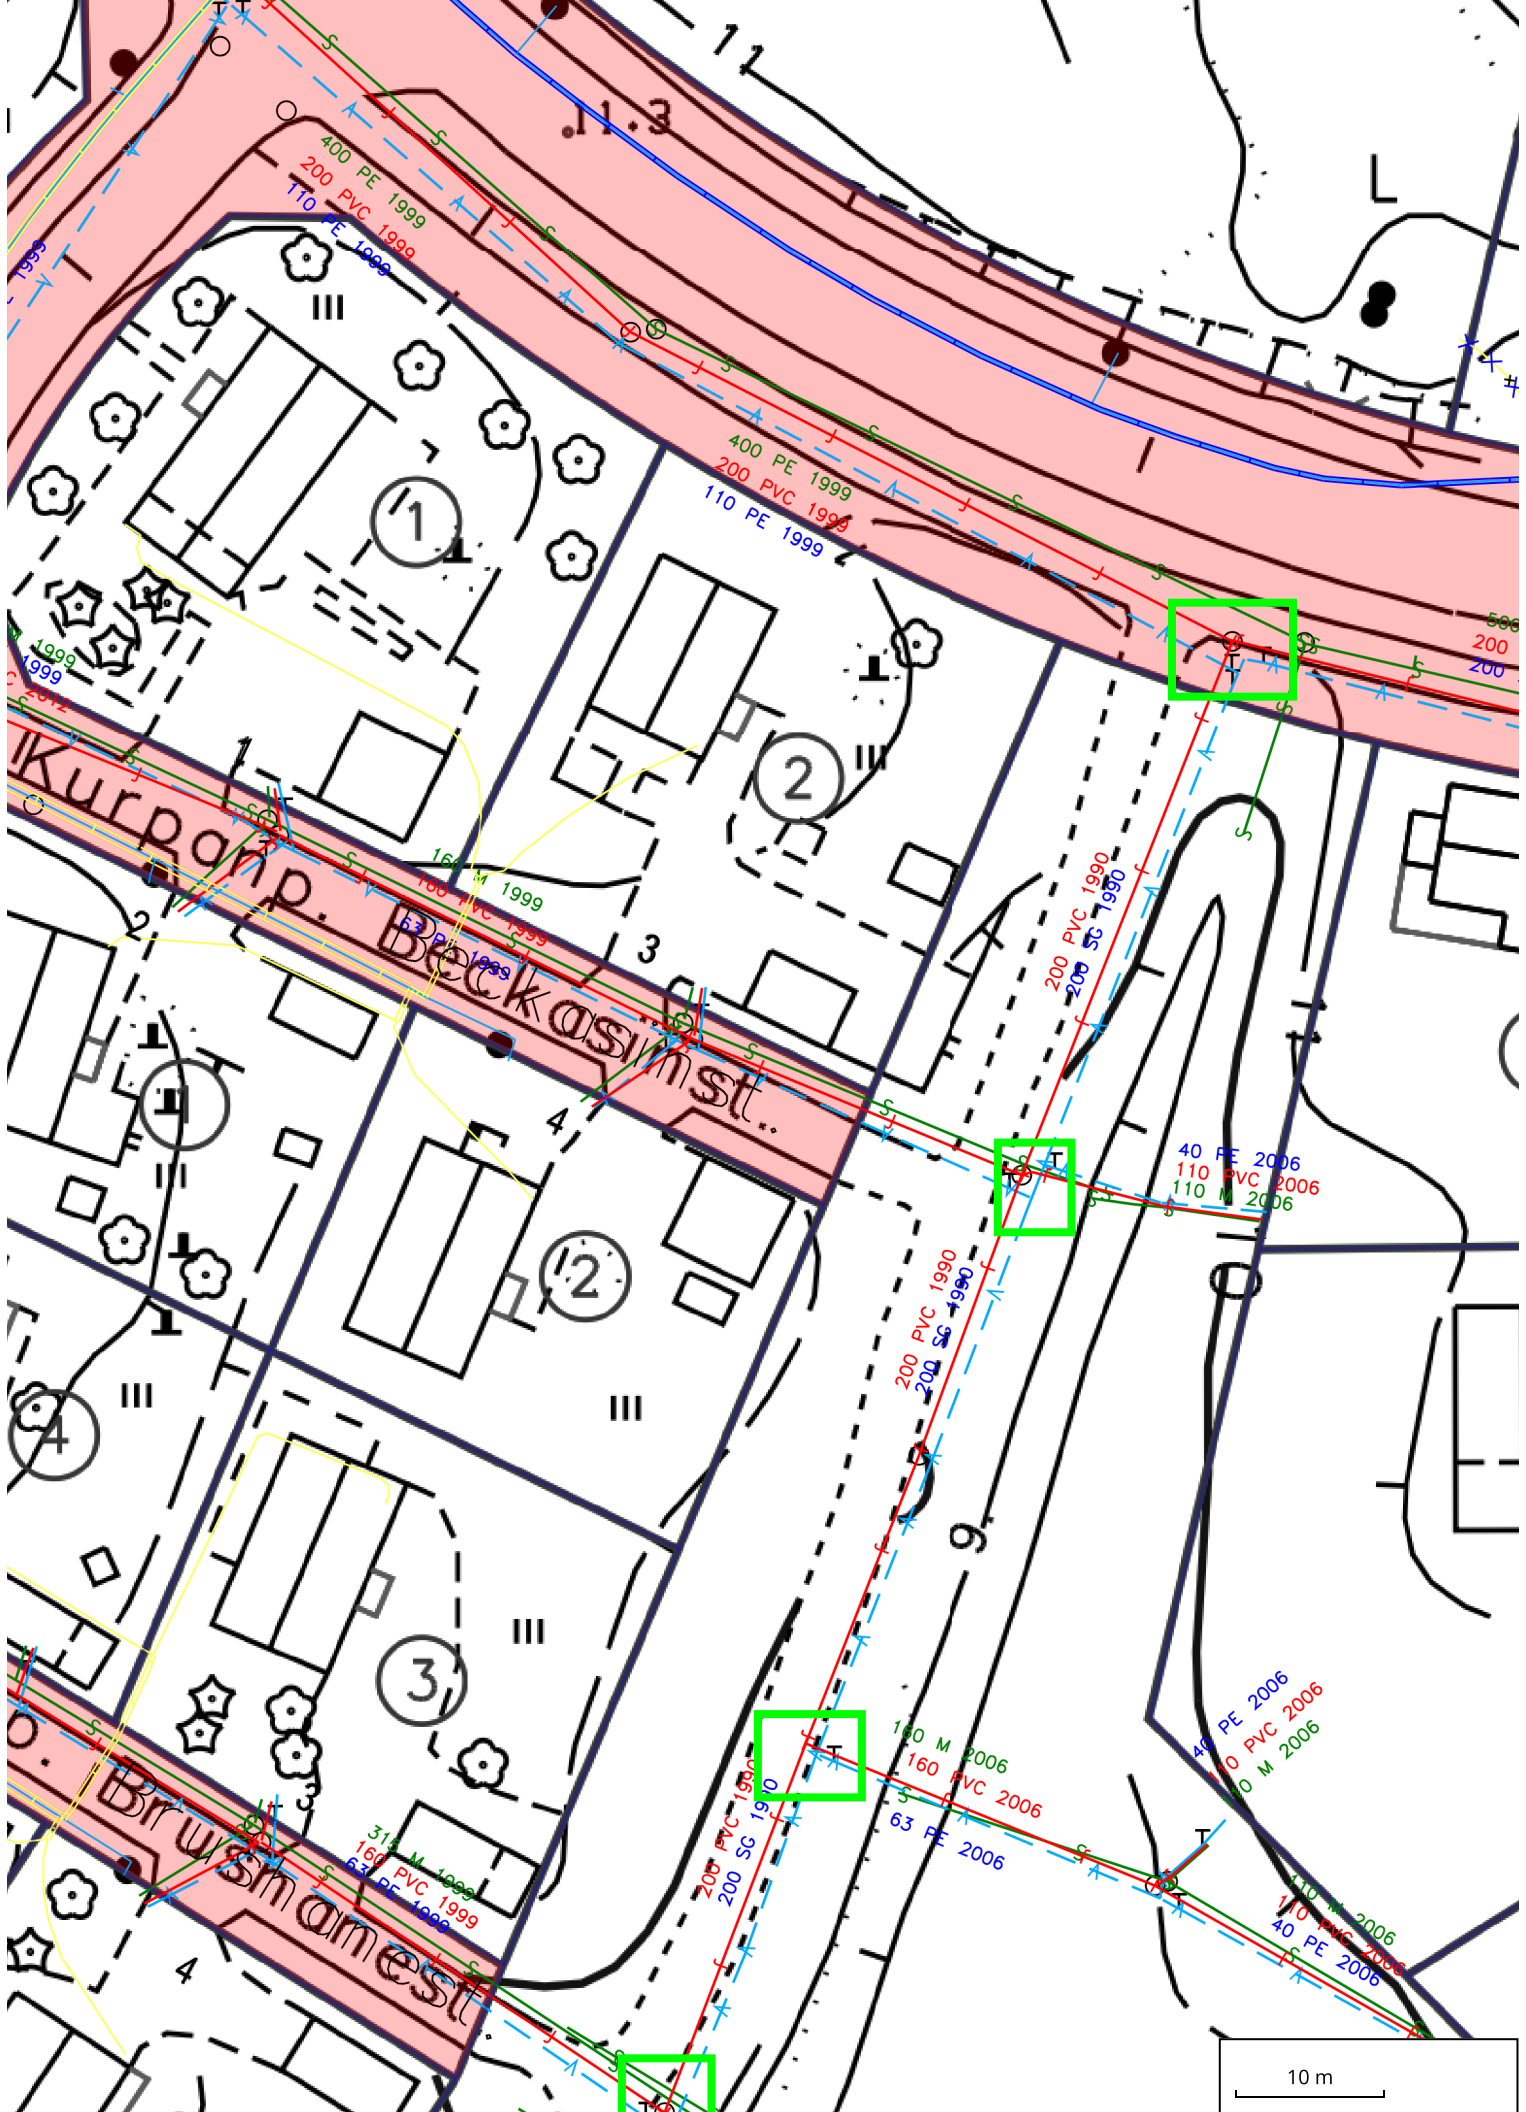 11
11.3
L
400 PE 1999
200 PVC 1999
110 PE 1999
1999
III
1
400 PE 1999
200 PVC 1999
110 PE 1999
2
500
200
200
M 1999
1999
C 2012
1
Kurpanp.
2
III
160 M 1999
160 PVC 1999
63 PE 1999
Beckasinst.
2
3
200 PVC 1990
200 SG 1990
11
4
1
III
2
40 PE 2006
110 PVC 2006
110 M 2006
10
200 PVC 1990
200 SG 1990
III
III
4
9
III
3
160 M 2006
160 PVC 2006
63 PE 2006
40 PE 2006
110 PVC 2006
110 M 2006
200 PVC 1990
200 SG 1990
p. Brushanest.
3
315 M 1999
160 PVC 1999
63 PE 1999
4
110 M 2006
110 PVC 2006
40 PE 2006
10 m